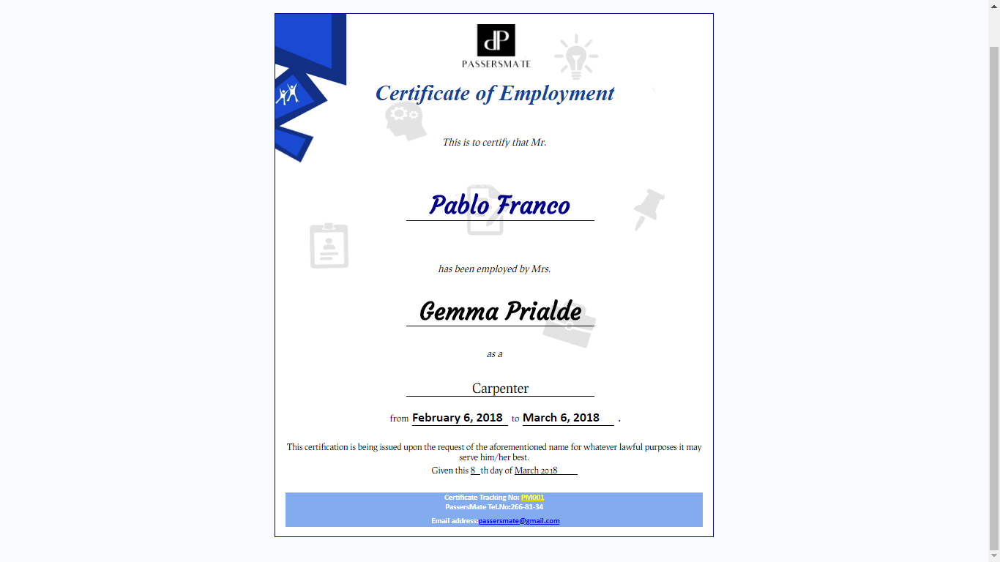 dP
PASSERSMATE
Certificate of Employment
This is to certify that Mr.
Pablo Franco
has been employed by Mrs.
Gemma Prialde
as a
Carpenter
from February 6, 2018 to March 6, 2018 .
This certification is being issued upon the request of the aforementioned name for whatever lawful purposes it may
serve him/her best.
Given this 8_th day of March 2018
Certificate Tracking No: PM001
PassersMate Tel.No:266-81-34
Email address:passersmate@gmail.com